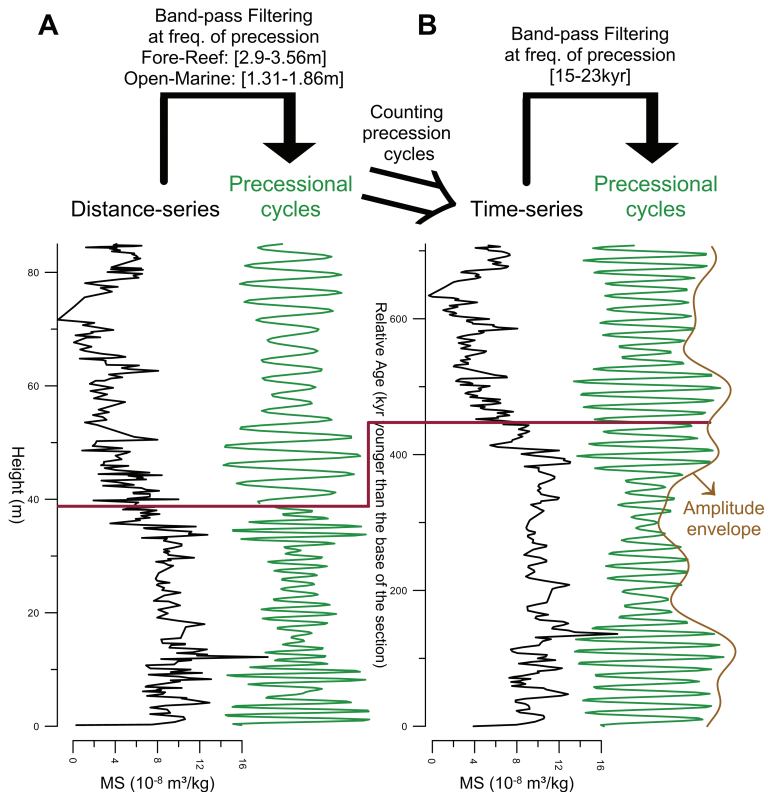 A
Band-pass Filtering
at freq. of precession
Fore-Reef: [2.9-3.56m]
Open-Marine: [1.31-1.86m]
B
Band-pass Filtering
at freq. of precession
[15-23kyr]
Counting
precession
cycles
Distance-series
Precessional
cycles
Time-series
Precessional
cycles
80
60
40
20
0
Height (m)
0
4
8
12
16
MS (10⁻⁸ m³/kg)
600
400
200
0
Relative Age (kyr younger than the base of the section)
Amplitude
envelope
0
4
8
12
16
MS (10⁻⁸ m³/kg)